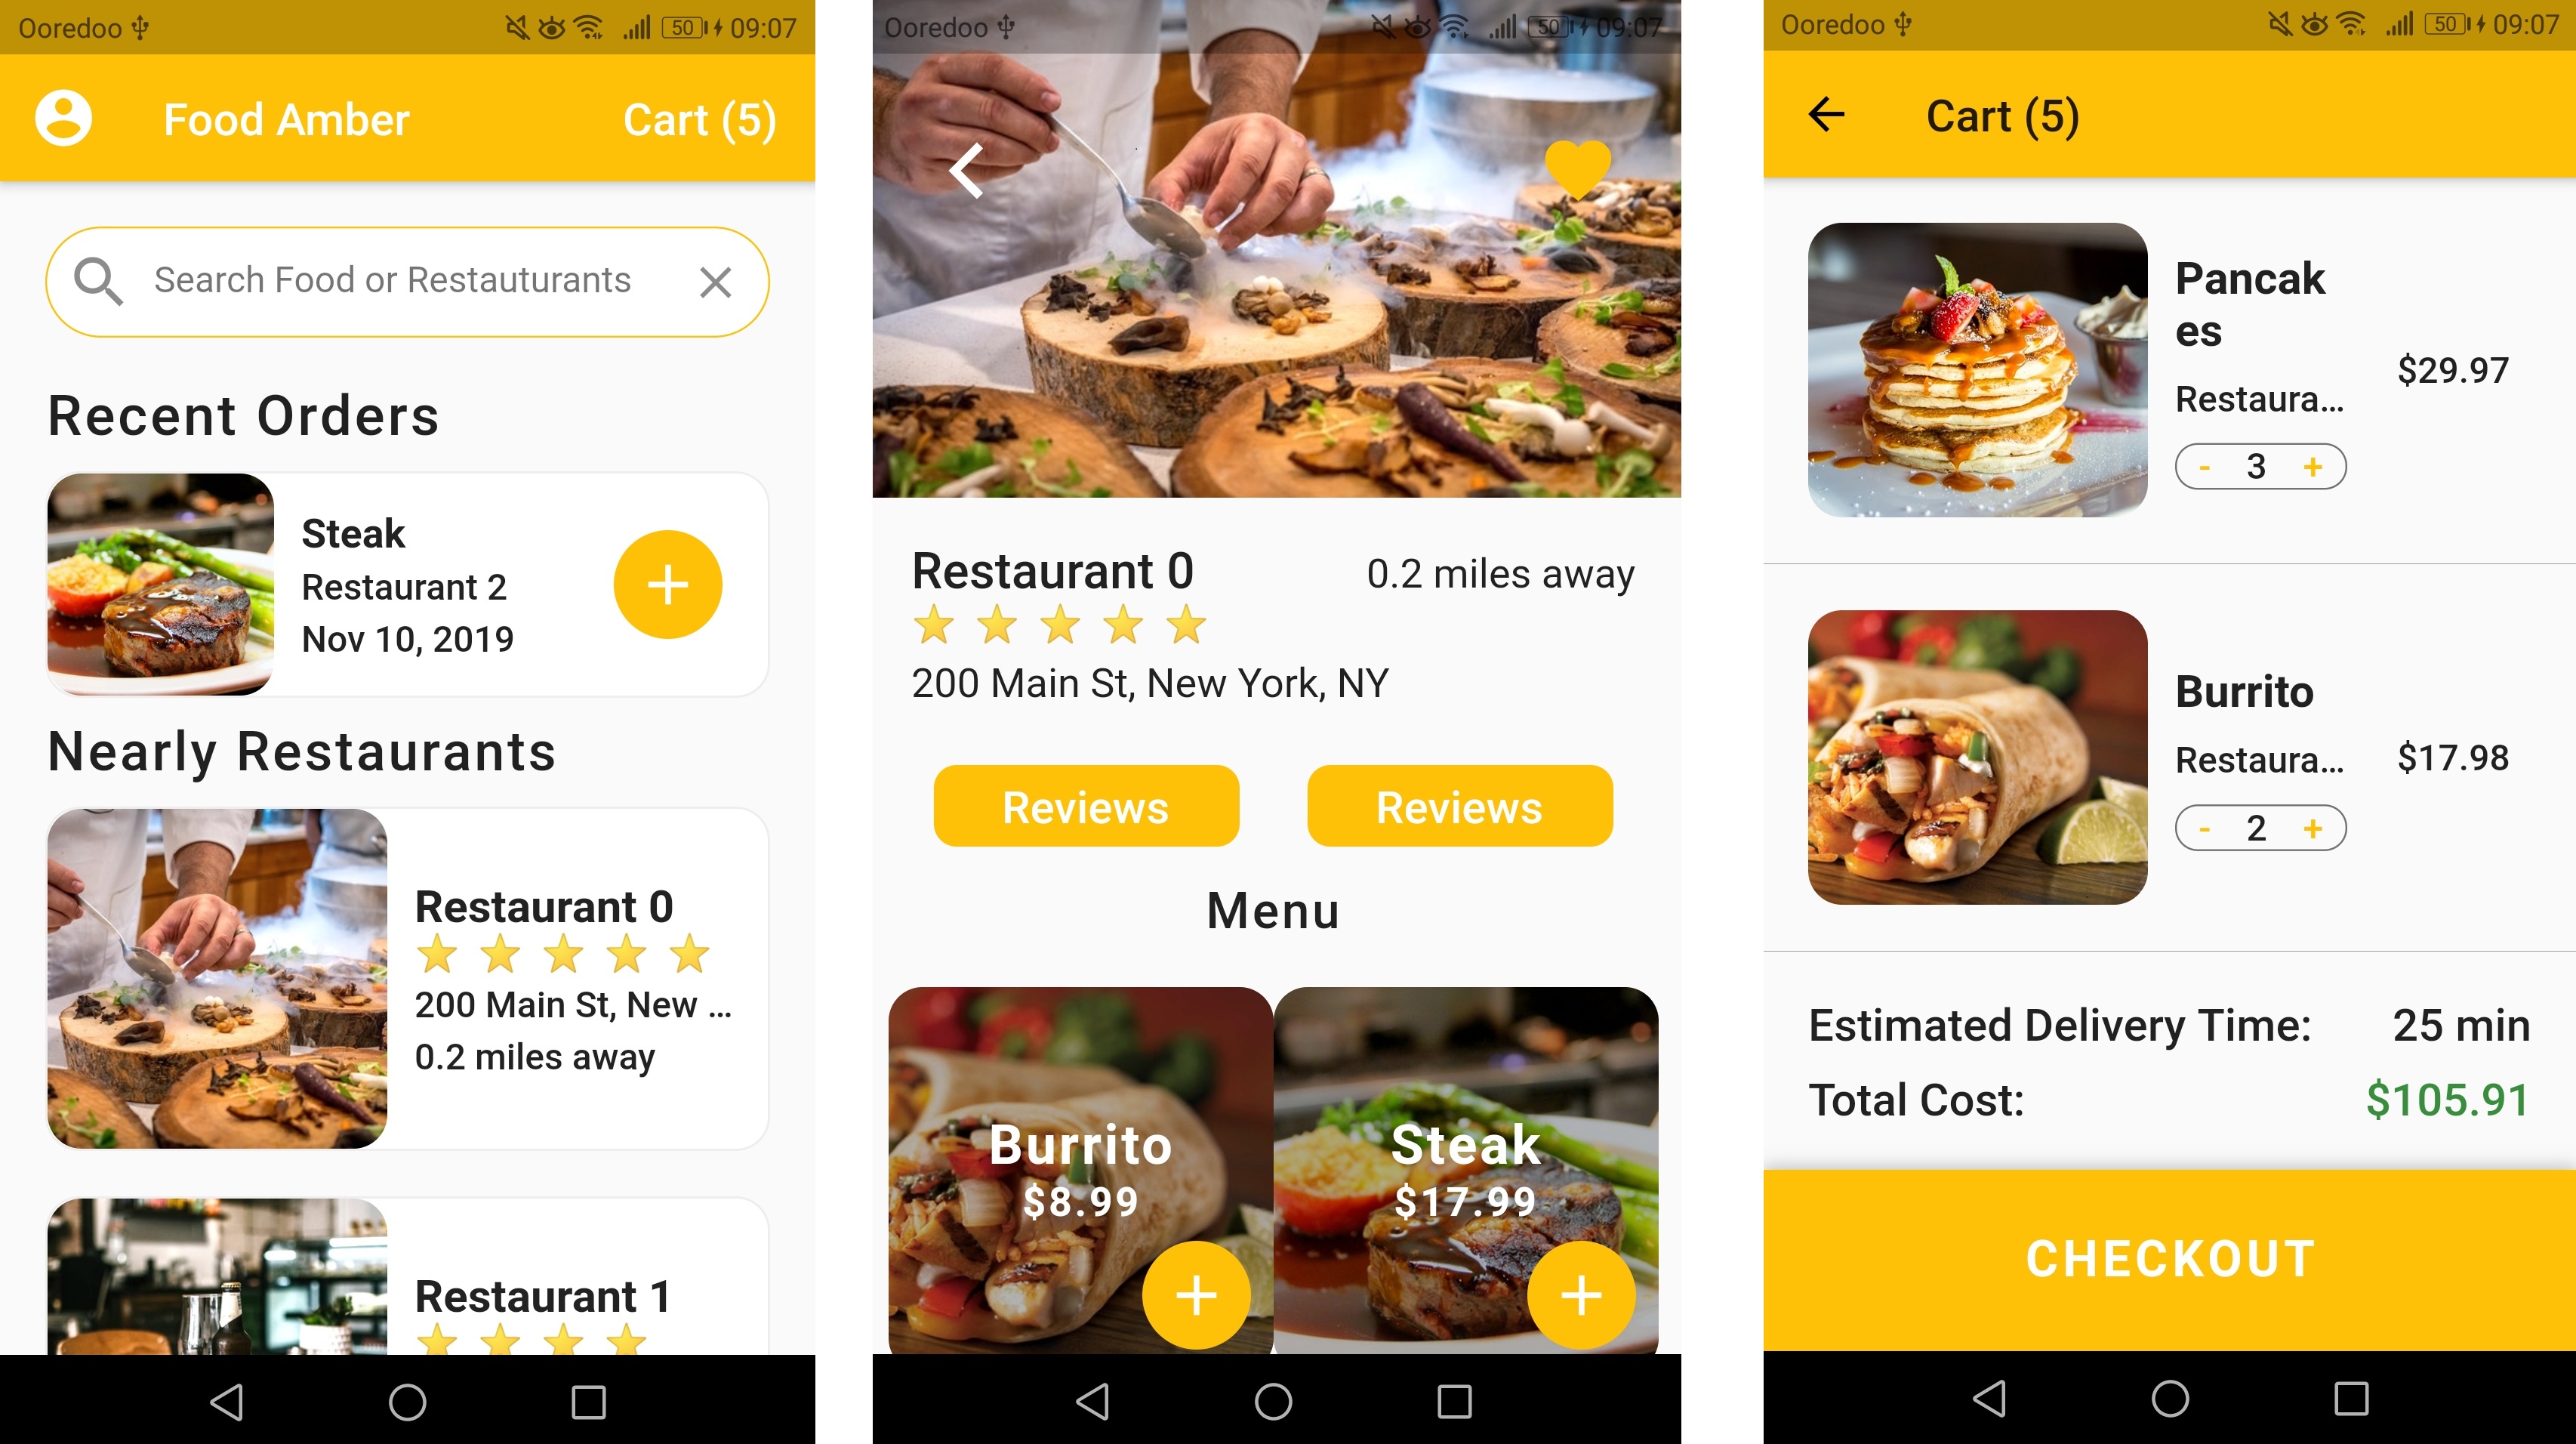 Ooredoo 50 09:07
Food Amber Cart (5)
Search Food or Restauturants
Recent Orders
Steak
Restaurant 2
Nov 10, 2019
Nearly Restaurants
Restaurant 0
200 Main St, New ...
0.2 miles away
Restaurant 1
Ooredoo 50 09:07
Restaurant 0 0.2 miles away
200 Main St, New York, NY
Reviews Reviews
Menu
Burrito
$8.99
+
Steak
$17.99
+
Ooredoo 50 09:07
Cart (5)
Pancak
es
Restaura...
- 3 +
$29.97
Burrito
Restaura...
- 2 +
$17.98
Estimated Delivery Time: 25 min
Total Cost: $105.91
CHECKOUT